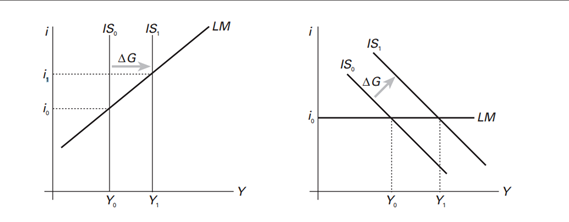 i IS₀ IS₁ LM
ΔG
i₁
i₀
Y₀ Y₁ Y
i IS₁
IS₀
ΔG
i₀ LM
Y₀ Y₁ Y